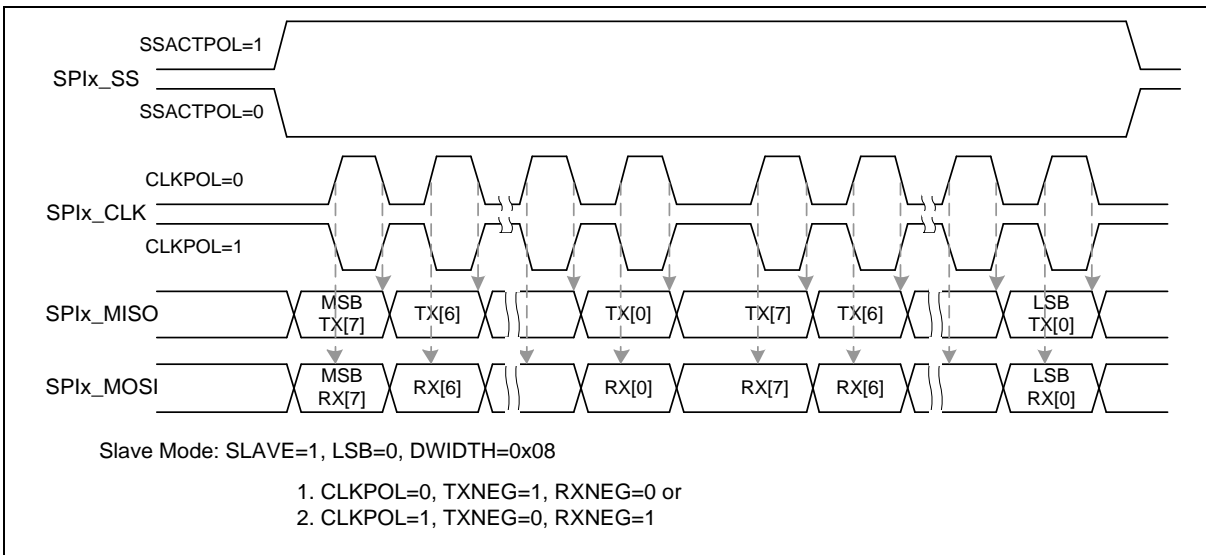 SSACTPOL=1
SPIx_SS
SSACTPOL=0
CLKPOL=0
SPIx_CLK
CLKPOL=1
SPIx_MISO
MSB
TX[7]
TX[6]
TX[0]
TX[7]
TX[6]
LSB
TX[0]
SPIx_MOSI
MSB
RX[7]
RX[6]
RX[0]
RX[7]
RX[6]
LSB
RX[0]
Slave Mode: SLAVE=1, LSB=0, DWIDTH=0x08
1. CLKPOL=0, TXNEG=1, RXNEG=0 or
2. CLKPOL=1, TXNEG=0, RXNEG=1